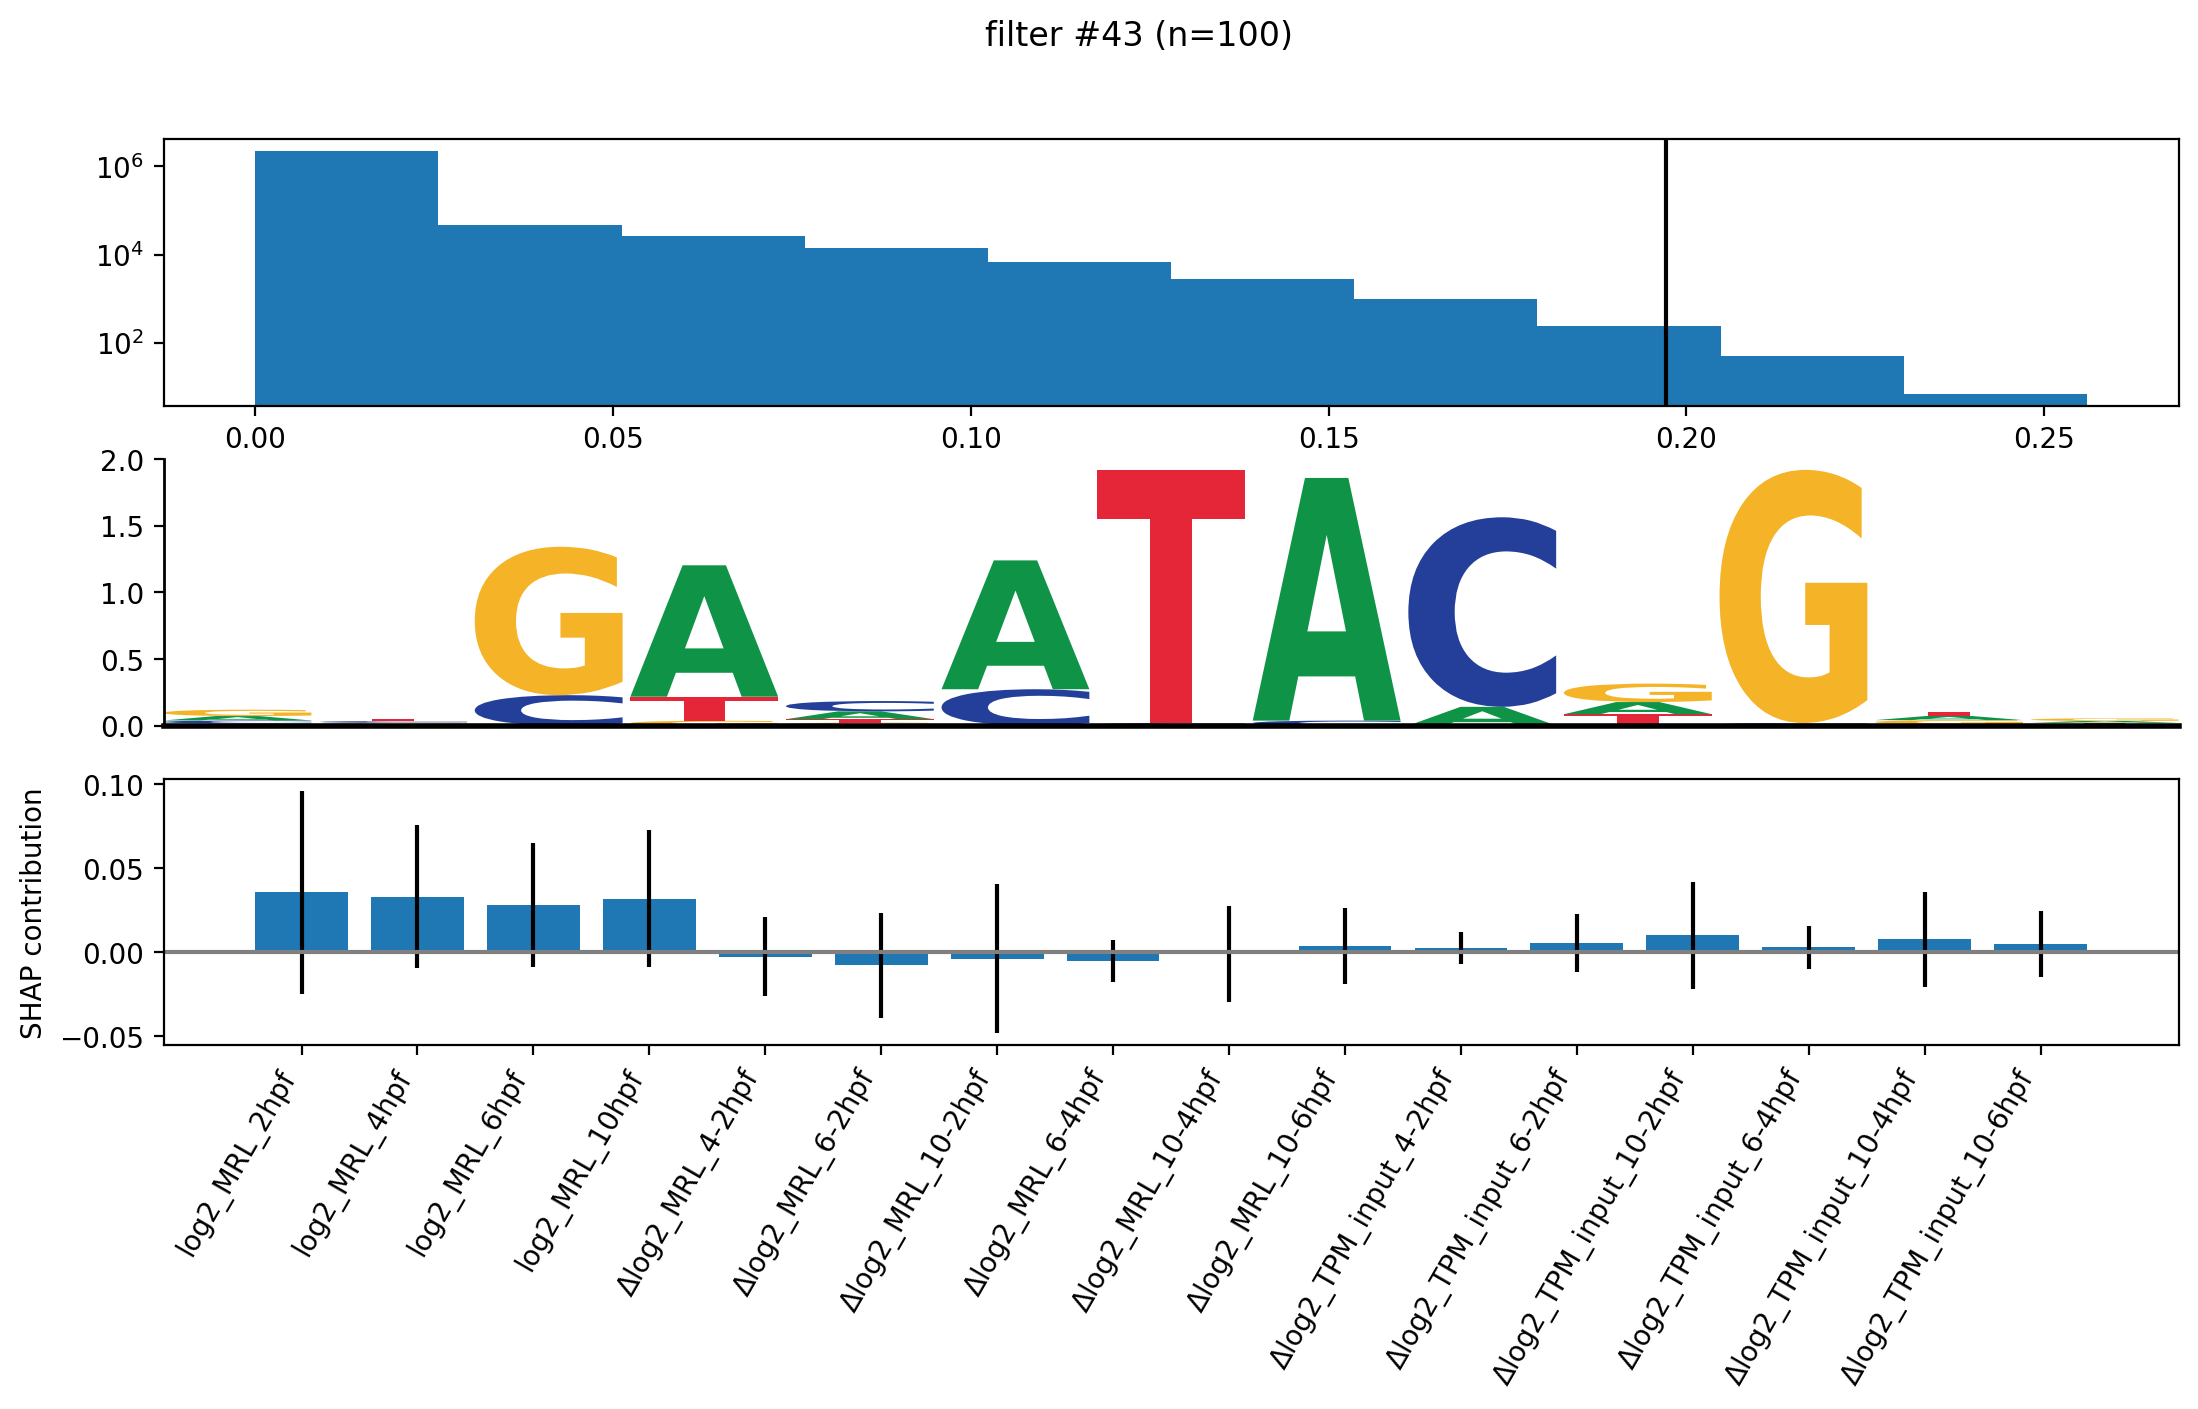 filter #43 (n=100)
10⁶
10⁴
10²
0.00 0.05 0.10 0.15 0.20 0.25
2.0
1.5
1.0
0.5
0.0
G A A T A C G
C T C A G
SHAP contribution
0.10
0.05
0.00
−0.05
log2_MRL_2hpf
log2_MRL_4hpf
log2_MRL_6hpf
log2_MRL_10hpf
Δlog2_MRL_4-2hpf
Δlog2_MRL_6-2hpf
Δlog2_MRL_10-2hpf
Δlog2_MRL_6-4hpf
Δlog2_MRL_10-4hpf
Δlog2_MRL_10-6hpf
Δlog2_TPM_input_4-2hpf
Δlog2_TPM_input_6-2hpf
Δlog2_TPM_input_10-2hpf
Δlog2_TPM_input_6-4hpf
Δlog2_TPM_input_10-4hpf
Δlog2_TPM_input_10-6hpf